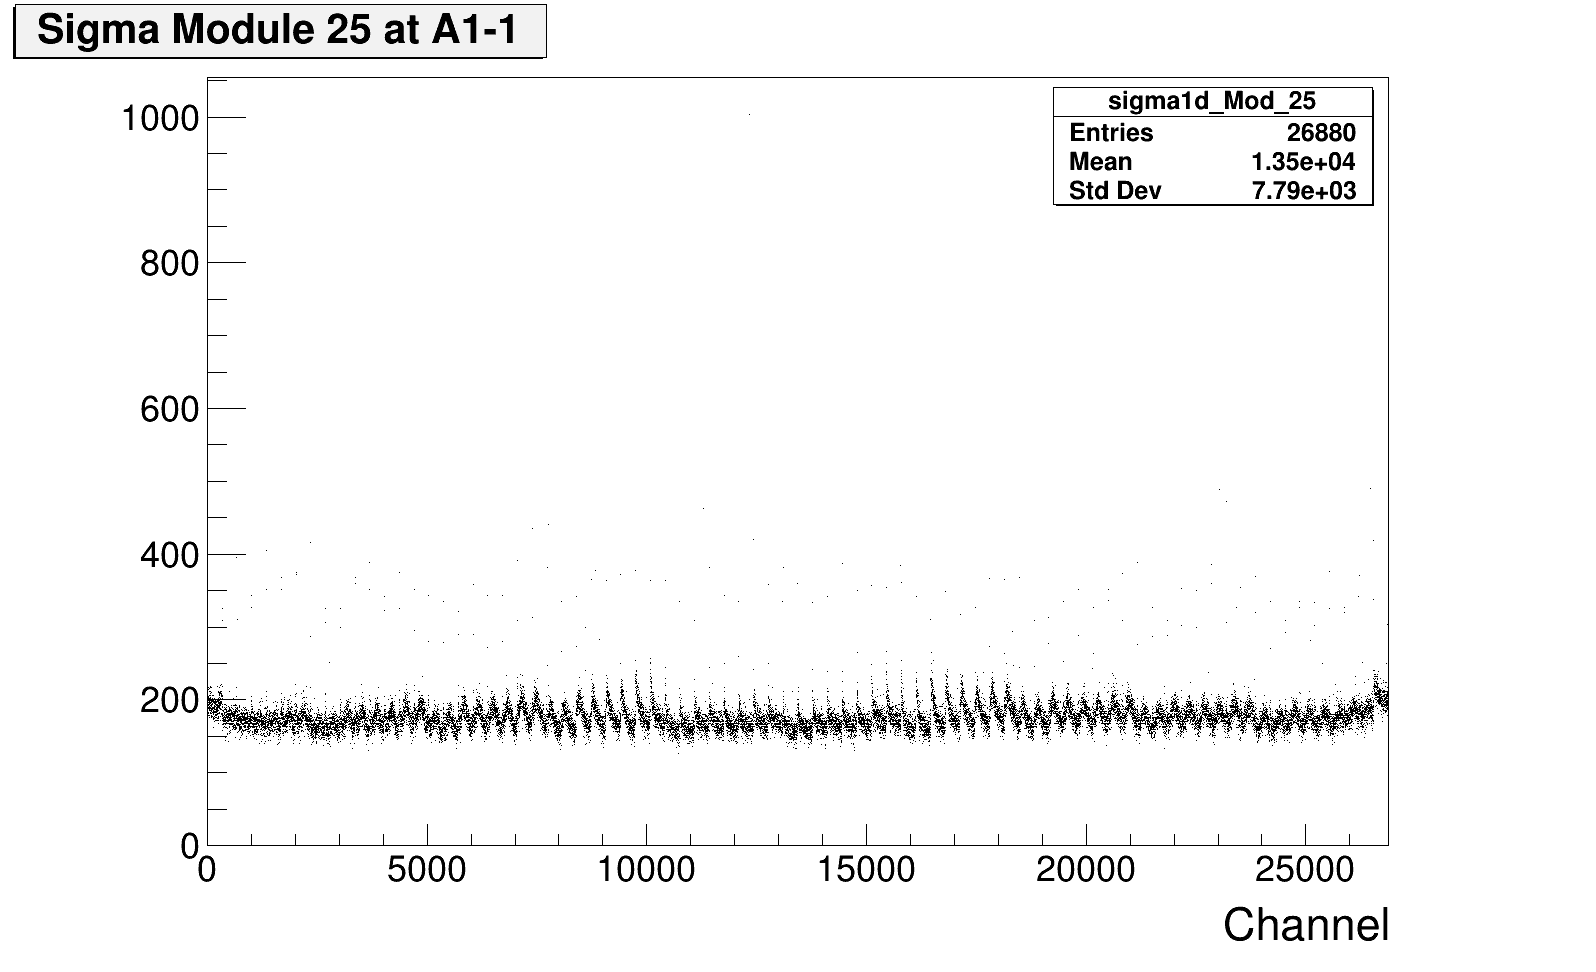 Sigma Module 25 at A1-1
sigma1d_Mod_25
Entries 26880
Mean 1.35e+04
Std Dev 7.79e+03
1000
800
600
400
200
0
0 5000 10000 15000 20000 25000
Channel